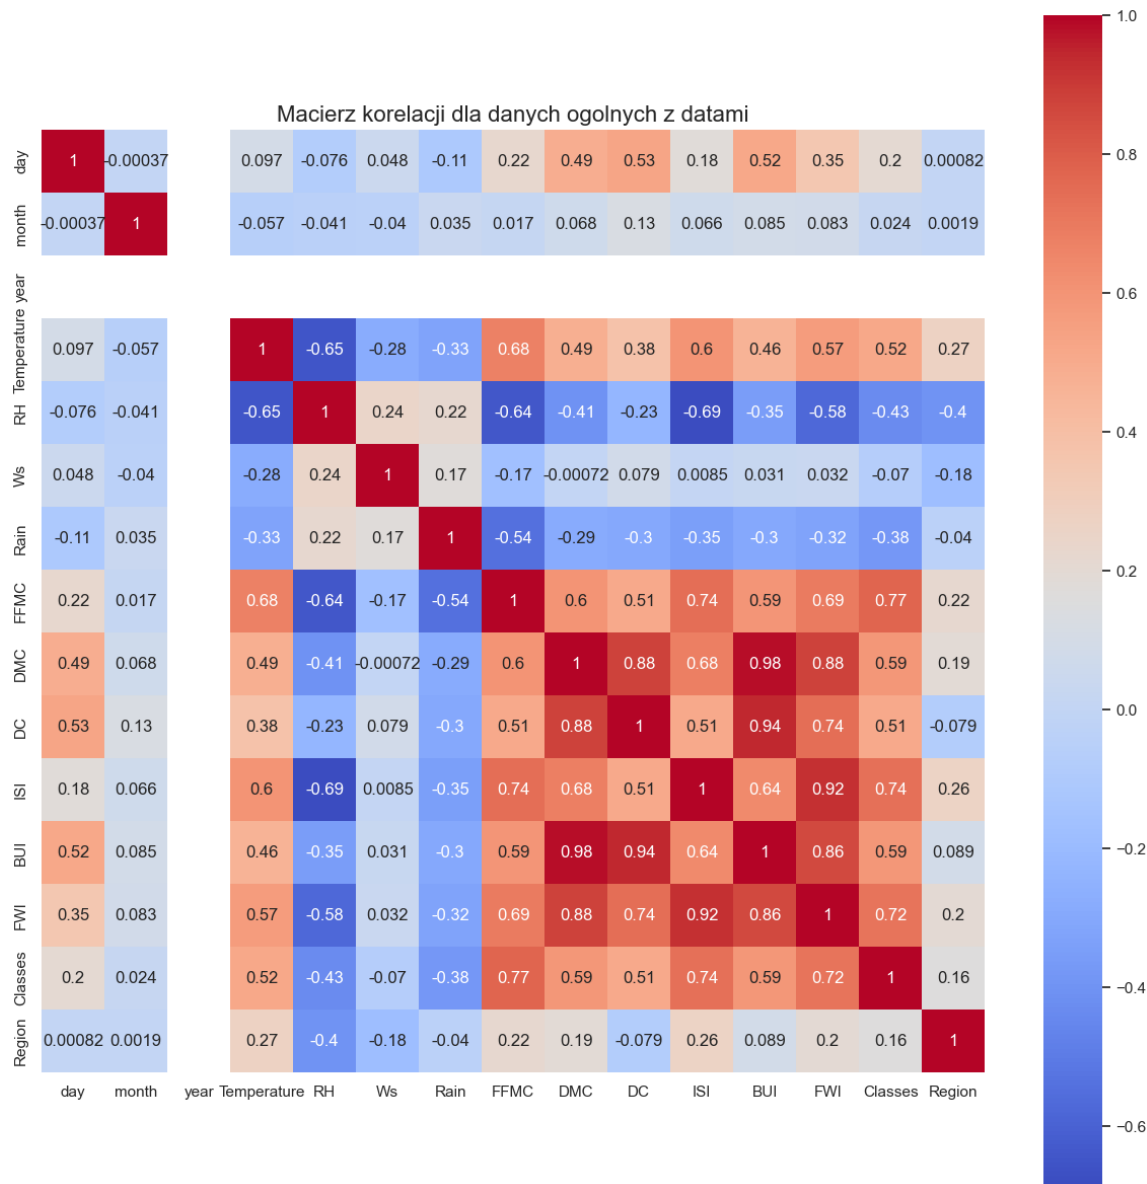 Macierz korelacji dla danych ogolnych z datami
day 1 -0.00037 0.097 -0.076 0.048 -0.11 0.22 0.49 0.53 0.18 0.52 0.35 0.2 0.00082
month -0.00037 1 -0.057 -0.041 -0.04 0.035 0.017 0.068 0.13 0.066 0.085 0.083 0.024 0.0019
year
Temperature 0.097 -0.057 1 -0.65 -0.28 -0.33 0.68 0.49 0.38 0.6 0.46 0.57 0.52 0.27
RH -0.076 -0.041 -0.65 1 0.24 0.22 -0.64 -0.41 -0.23 -0.69 -0.35 -0.58 -0.43 -0.4
Ws 0.048 -0.04 -0.28 0.24 1 0.17 -0.17 -0.00072 0.079 0.0085 0.031 0.032 -0.07 -0.18
Rain -0.11 0.035 -0.33 0.22 0.17 1 -0.54 -0.29 -0.3 -0.35 -0.3 -0.32 -0.38 -0.04
FFMC 0.22 0.017 0.68 -0.64 -0.17 -0.54 1 0.6 0.51 0.74 0.59 0.69 0.77 0.22
DMC 0.49 0.068 0.49 -0.41 -0.00072 -0.29 0.6 1 0.88 0.68 0.98 0.88 0.59 0.19
DC 0.53 0.13 0.38 -0.23 0.079 -0.3 0.51 0.88 1 0.51 0.94 0.74 0.51 -0.079
ISI 0.18 0.066 0.6 -0.69 0.0085 -0.35 0.74 0.68 0.51 1 0.64 0.92 0.74 0.26
BUI 0.52 0.085 0.46 -0.35 0.031 -0.3 0.59 0.98 0.94 0.64 1 0.86 0.59 0.089
FWI 0.35 0.083 0.57 -0.58 0.032 -0.32 0.69 0.88 0.74 0.92 0.86 1 0.72 0.2
Classes 0.2 0.024 0.52 -0.43 -0.07 -0.38 0.77 0.59 0.51 0.74 0.59 0.72 1 0.16
Region 0.00082 0.0019 0.27 -0.4 -0.18 -0.04 0.22 0.19 -0.079 0.26 0.089 0.2 0.16 1
day month year Temperature RH Ws Rain FFMC DMC DC ISI BUI FWI Classes Region
1.0
0.8
0.6
0.4
0.2
0.0
-0.2
-0.4
-0.6